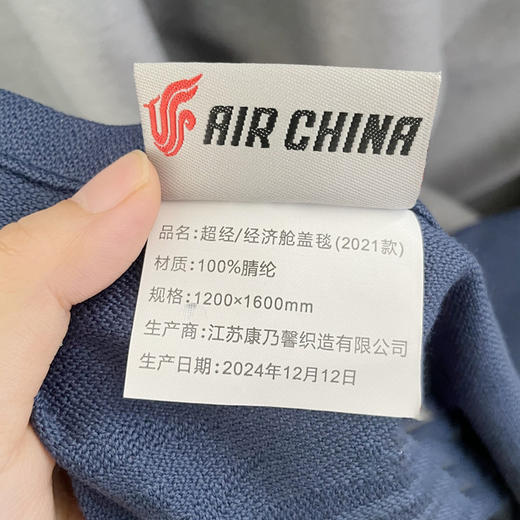 AIR CHINA
品名: 超经/经济舱盖毯(2021款)
材质: 100%腈纶
规格: 1200×1600mm
生产商: 江苏康乃馨织造有限公司
生产日期: 2024年12月12日